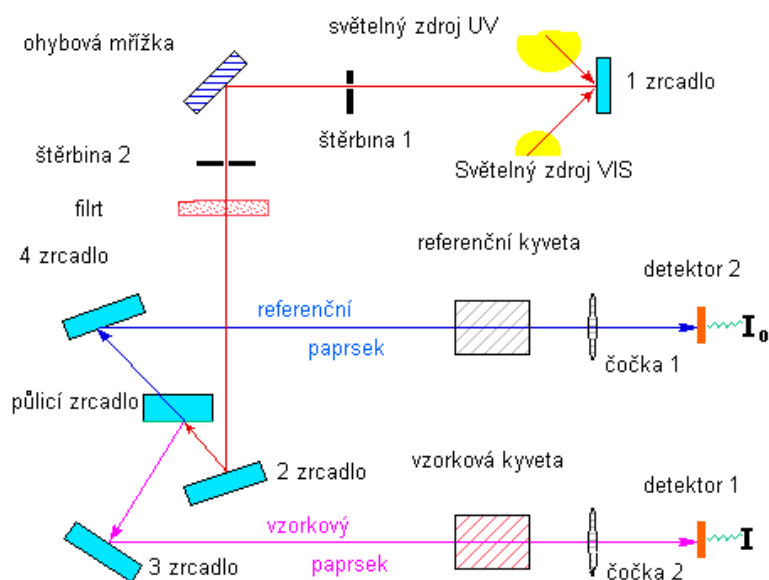 světelný zdroj UV
ohybová mřížka
1 zrcadlo
štěrbina 1
štěrbina 2
Světelný zdroj VIS
filrt
referenční kyveta
4 zrcadlo
detektor 2
referenční
I₀
paprsek
čočka 1
půlicí zrcadlo
vzorková kyveta
2 zrcadlo
detektor 1
vzorkový
I
3 zrcadlo
paprsek
čočka 2